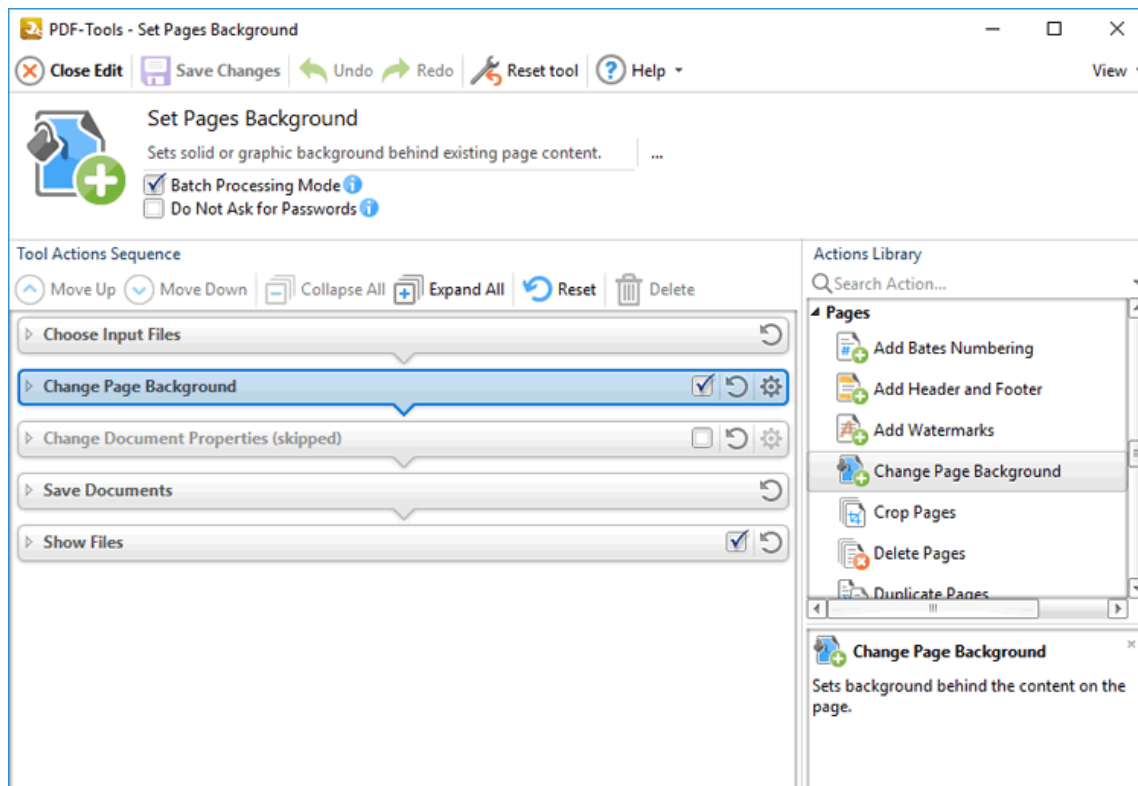 PDF-Tools - Set Pages Background
Close Edit Save Changes Undo Redo Reset tool Help View
Set Pages Background
Sets solid or graphic background behind existing page content. ...
Batch Processing Mode
Do Not Ask for Passwords
Tool Actions Sequence
Move Up Move Down Collapse All Expand All Reset Delete
Choose Input Files
Change Page Background
Change Document Properties (skipped)
Save Documents
Show Files
Actions Library
Search Action...
Pages
Add Bates Numbering
Add Header and Footer
Add Watermarks
Change Page Background
Crop Pages
Delete Pages
Duplicate Pages
Change Page Background
Sets background behind the content on the
page.